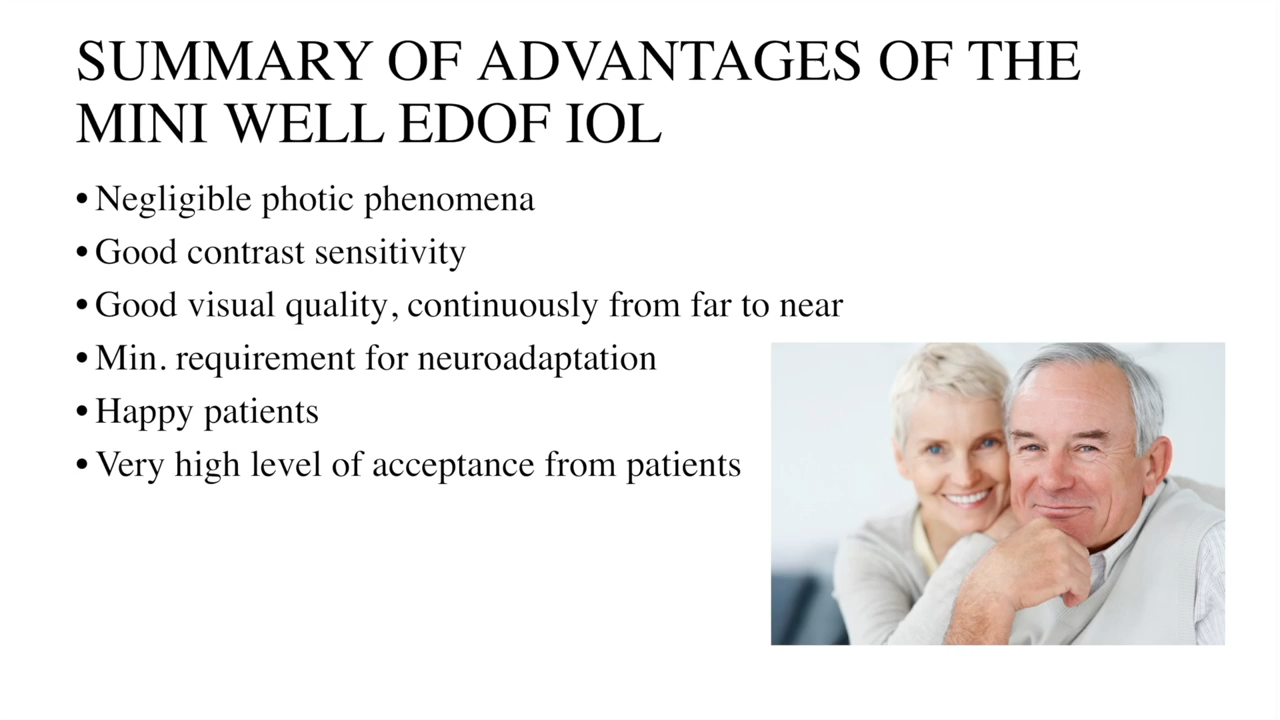 SUMMARY OF ADVANTAGES OF THE
MINI WELL EDOF IOL
• Negligible photic phenomena
• Good contrast sensitivity
• Good visual quality, continuously from far to near
• Min. requirement for neuroadaptation
• Happy patients
• Very high level of acceptance from patients